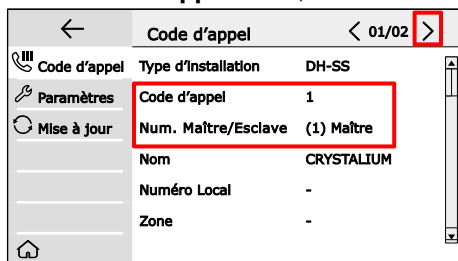 Code d'appel
01/02
Code d'appel
Paramètres
Mise à jour
Type d'Installation DH-SS
Code d'appel 1
Num. Maître/Esclave (1) Maître
Nom CRYSTALIUM
Numéro Local -
Zone -